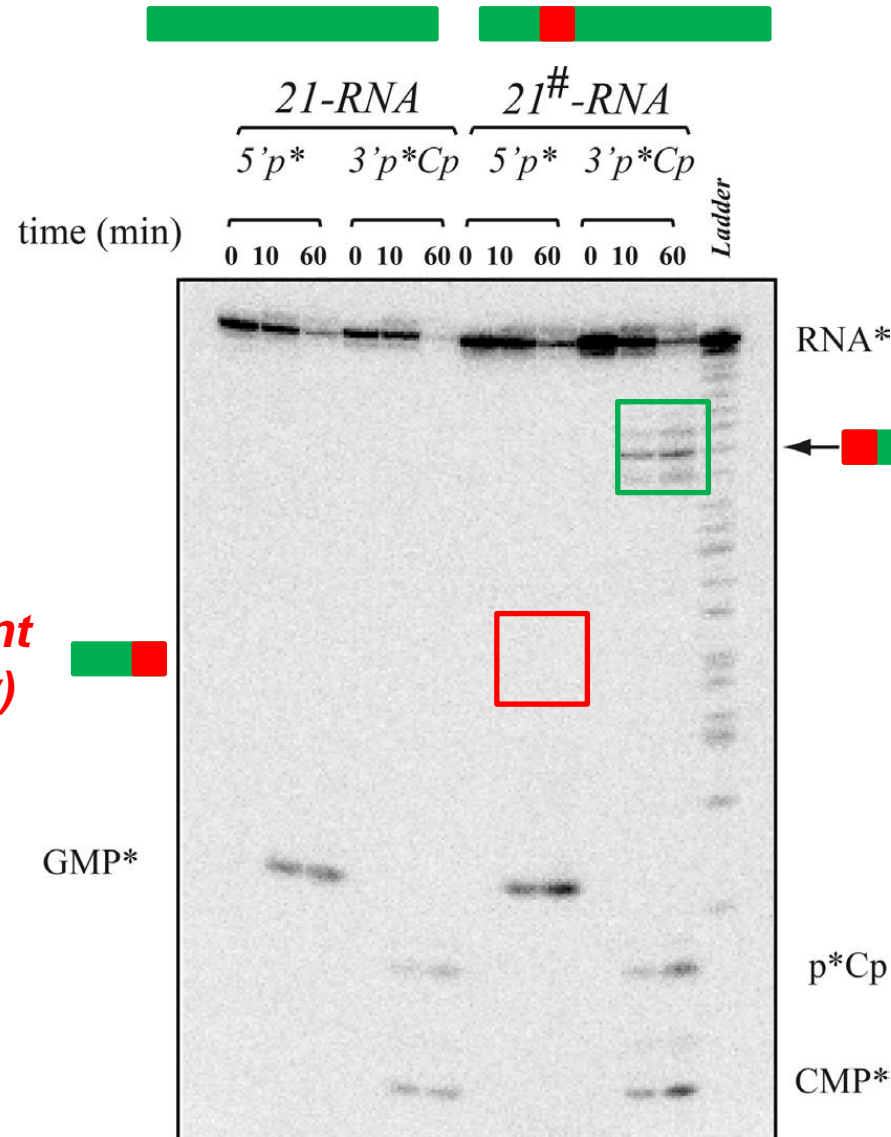 21-RNA 21#-RNA
5'p* 3'p*Cp 5'p* 3'p*Cp
time (min) 0 10 60 0 10 60 0 10 60 0 10 60 Ladder
RNA*
GMP*
p*Cp
CMP*